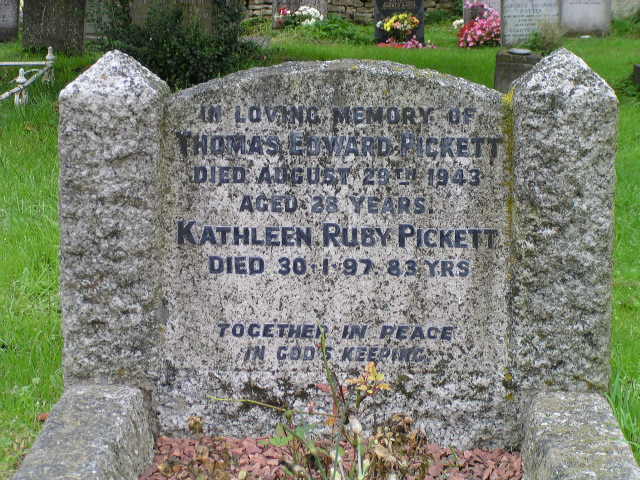 IN LOVING MEMORY OF
THOMAS EDWARD PICKETT
DIED AUGUST 29TH 1943
AGED 28 YEARS.
KATHLEEN RUBY PICKETT
DIED 30-1-97 83 YRS
TOGETHER IN PEACE
IN GOD'S KEEPING.